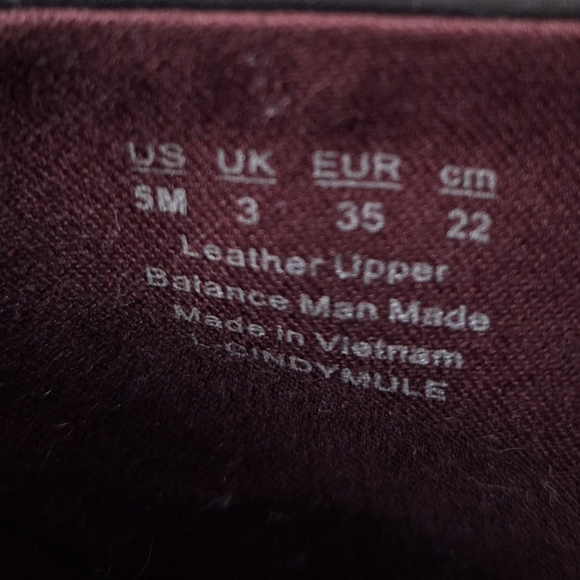 US UK EUR cm
5M 3 35 22
Leather Upper
Balance Man Made
Made in Vietnam
L-CINDYMULE